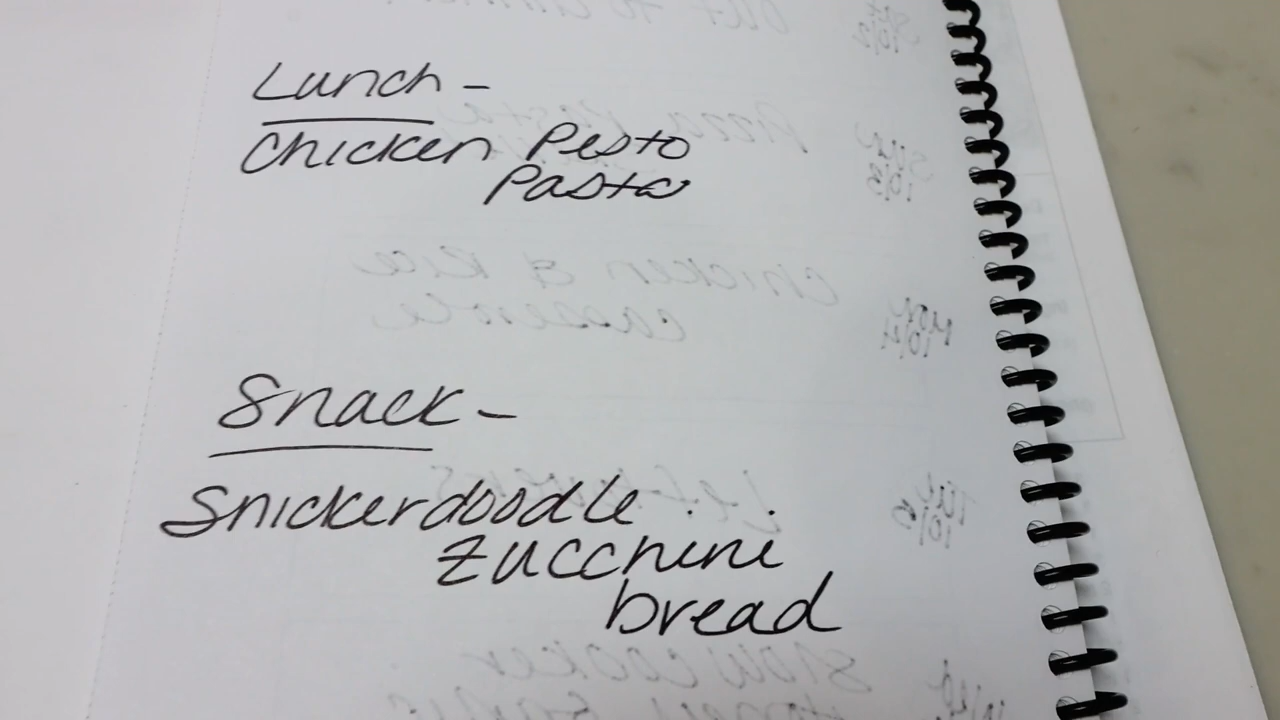 Lunch -
Chicken Pesto
Pasta
Snack -
Snickerdoodle
Zucchini
bread